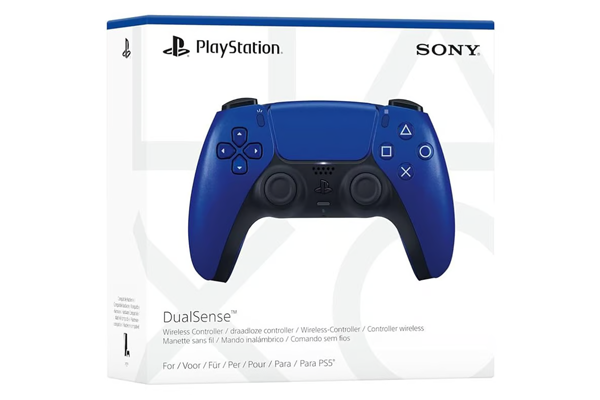 PlayStation.
SONY
DualSense™
Wireless Controller / draadloze controller / Wireless-Controller / Controller wireless
Manette sans fil / Mando inalámbrico / Comando sem fios
For / Voor / Für / Per / Pour / Para / Para PS5®